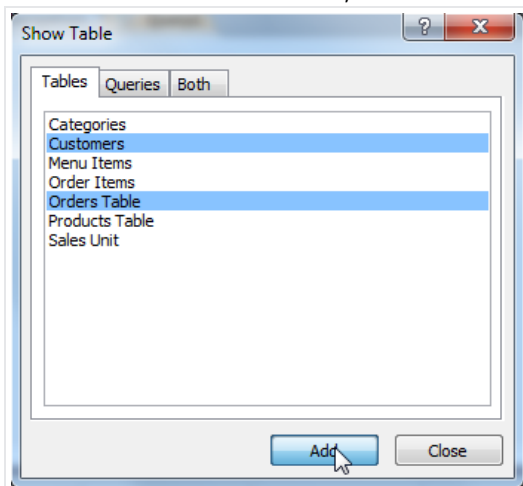 Show Table
?
X
Tables Queries Both
Categories
Customers
Menu Items
Order Items
Orders Table
Products Table
Sales Unit
Add Close